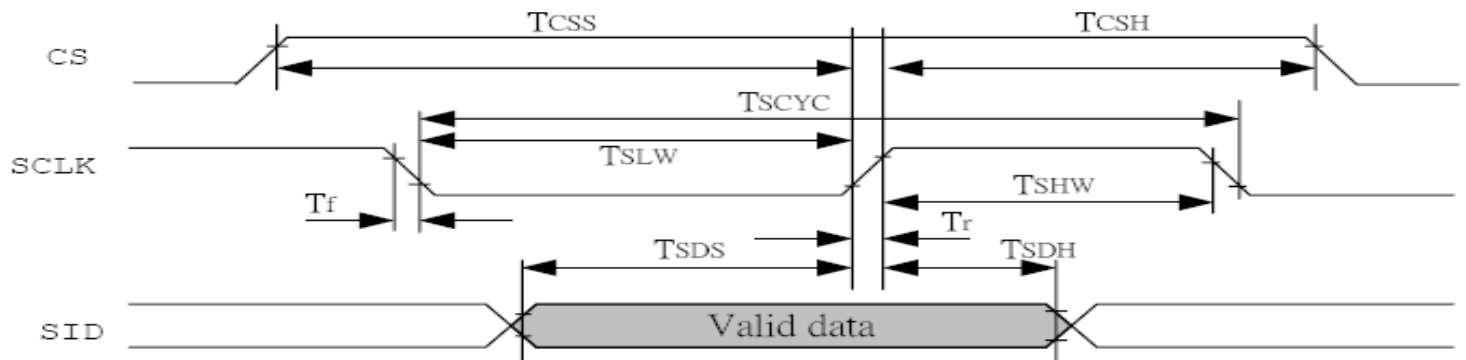 TCSS
TCSH
CS
TSCYC
TSLW
SCLK
TSHW
Tf
Tr
TSDS
TSDH
SID
Valid data